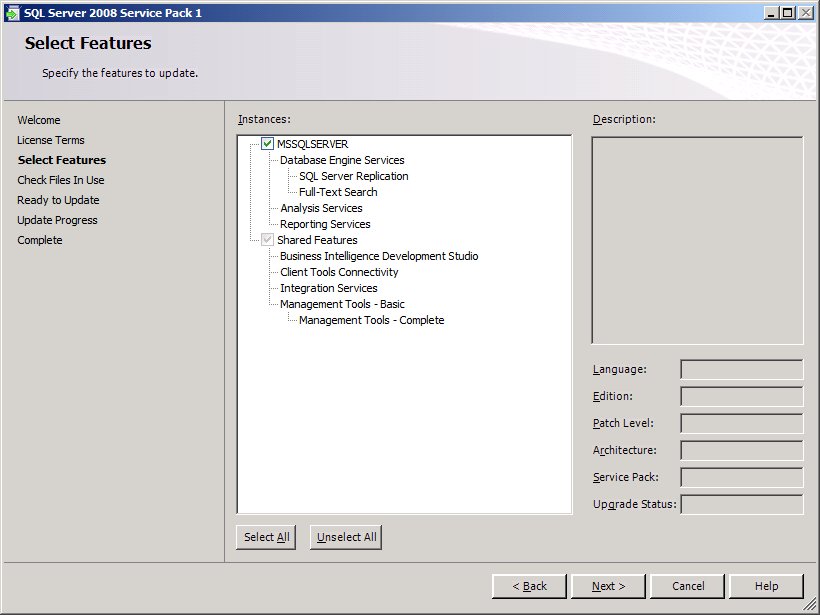 SQL Server 2008 Service Pack 1
Select Features
Specify the features to update.
Welcome
License Terms
Select Features
Check Files In Use
Ready to Update
Update Progress
Complete
Instances:
MSSQLSERVER
Database Engine Services
SQL Server Replication
Full-Text Search
Analysis Services
Reporting Services
Shared Features
Business Intelligence Development Studio
Client Tools Connectivity
Integration Services
Management Tools - Basic
Management Tools - Complete
Select All
Unselect All
Description:
Language:
Edition:
Patch Level:
Architecture:
Service Pack:
Upgrade Status:
< Back
Next >
Cancel
Help